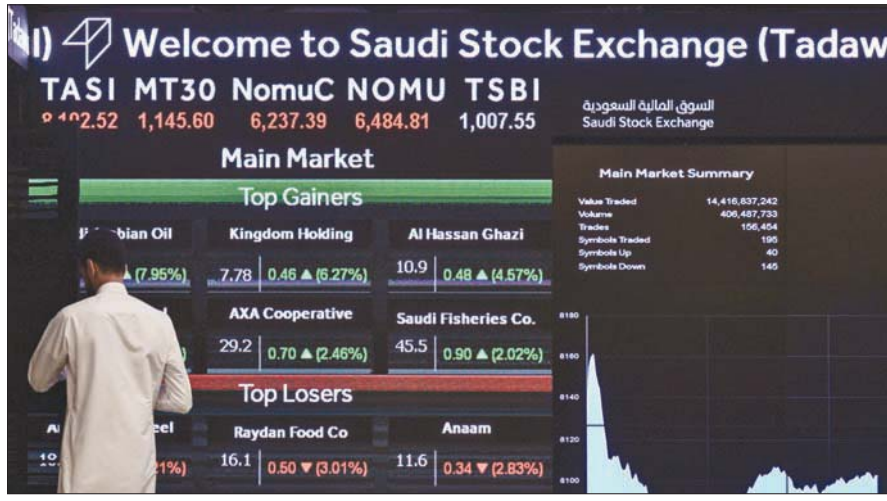 Welcome to Saudi Stock Exchange (Tadaw
TASI MT30 NomuC NOMU TSBI
1,145.60 6,237.39 6,484.81 1,007.55
السوق المالية السعودية
Saudi Stock Exchange
Main Market
Top Gainers
Oil Kingdom Holding Al Hassan Ghazi
(7.95%) 7.78 0.46 ▲ (6.27%) 10.9 0.48 ▲ (4.57%)
AXA Cooperative Saudi Fisheries Co.
29.2 0.70 ▲ (2.46%) 45.5 0.90 ▲ (2.02%)
Top Losers
Raydan Food Co Anaam
16.1 0.50 ▼ (3.01%) 11.6 0.34 ▼ (2.83%)
Main Market Summary
Value Traded 14,416,837,242
Volume 406,487,733
Trades 156,454
Symbols Traded 195
Symbols Up 40
Symbols Down 145
8180
8160
8140
8120
8100